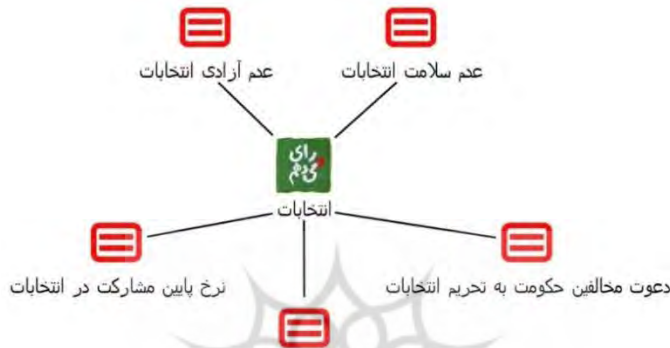 عدم سلامت انتخابات
عدم آزادی انتخابات
رای
می‌دهم
انتخابات
دعوت مخالفین حکومت به تحریم انتخابات
نرخ پایین مشارکت در انتخابات